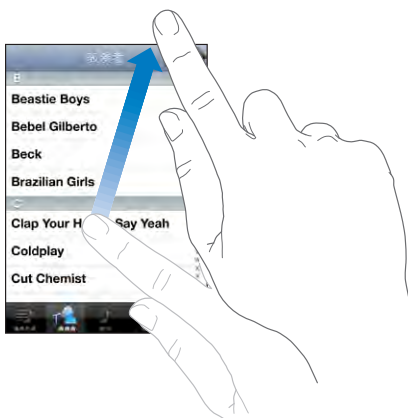 B
Beastie Boys
Bebel Gilberto
Beck
Brazilian Girls
C
Clap Your H Say Yeah
Coldplay
Cut Chemist